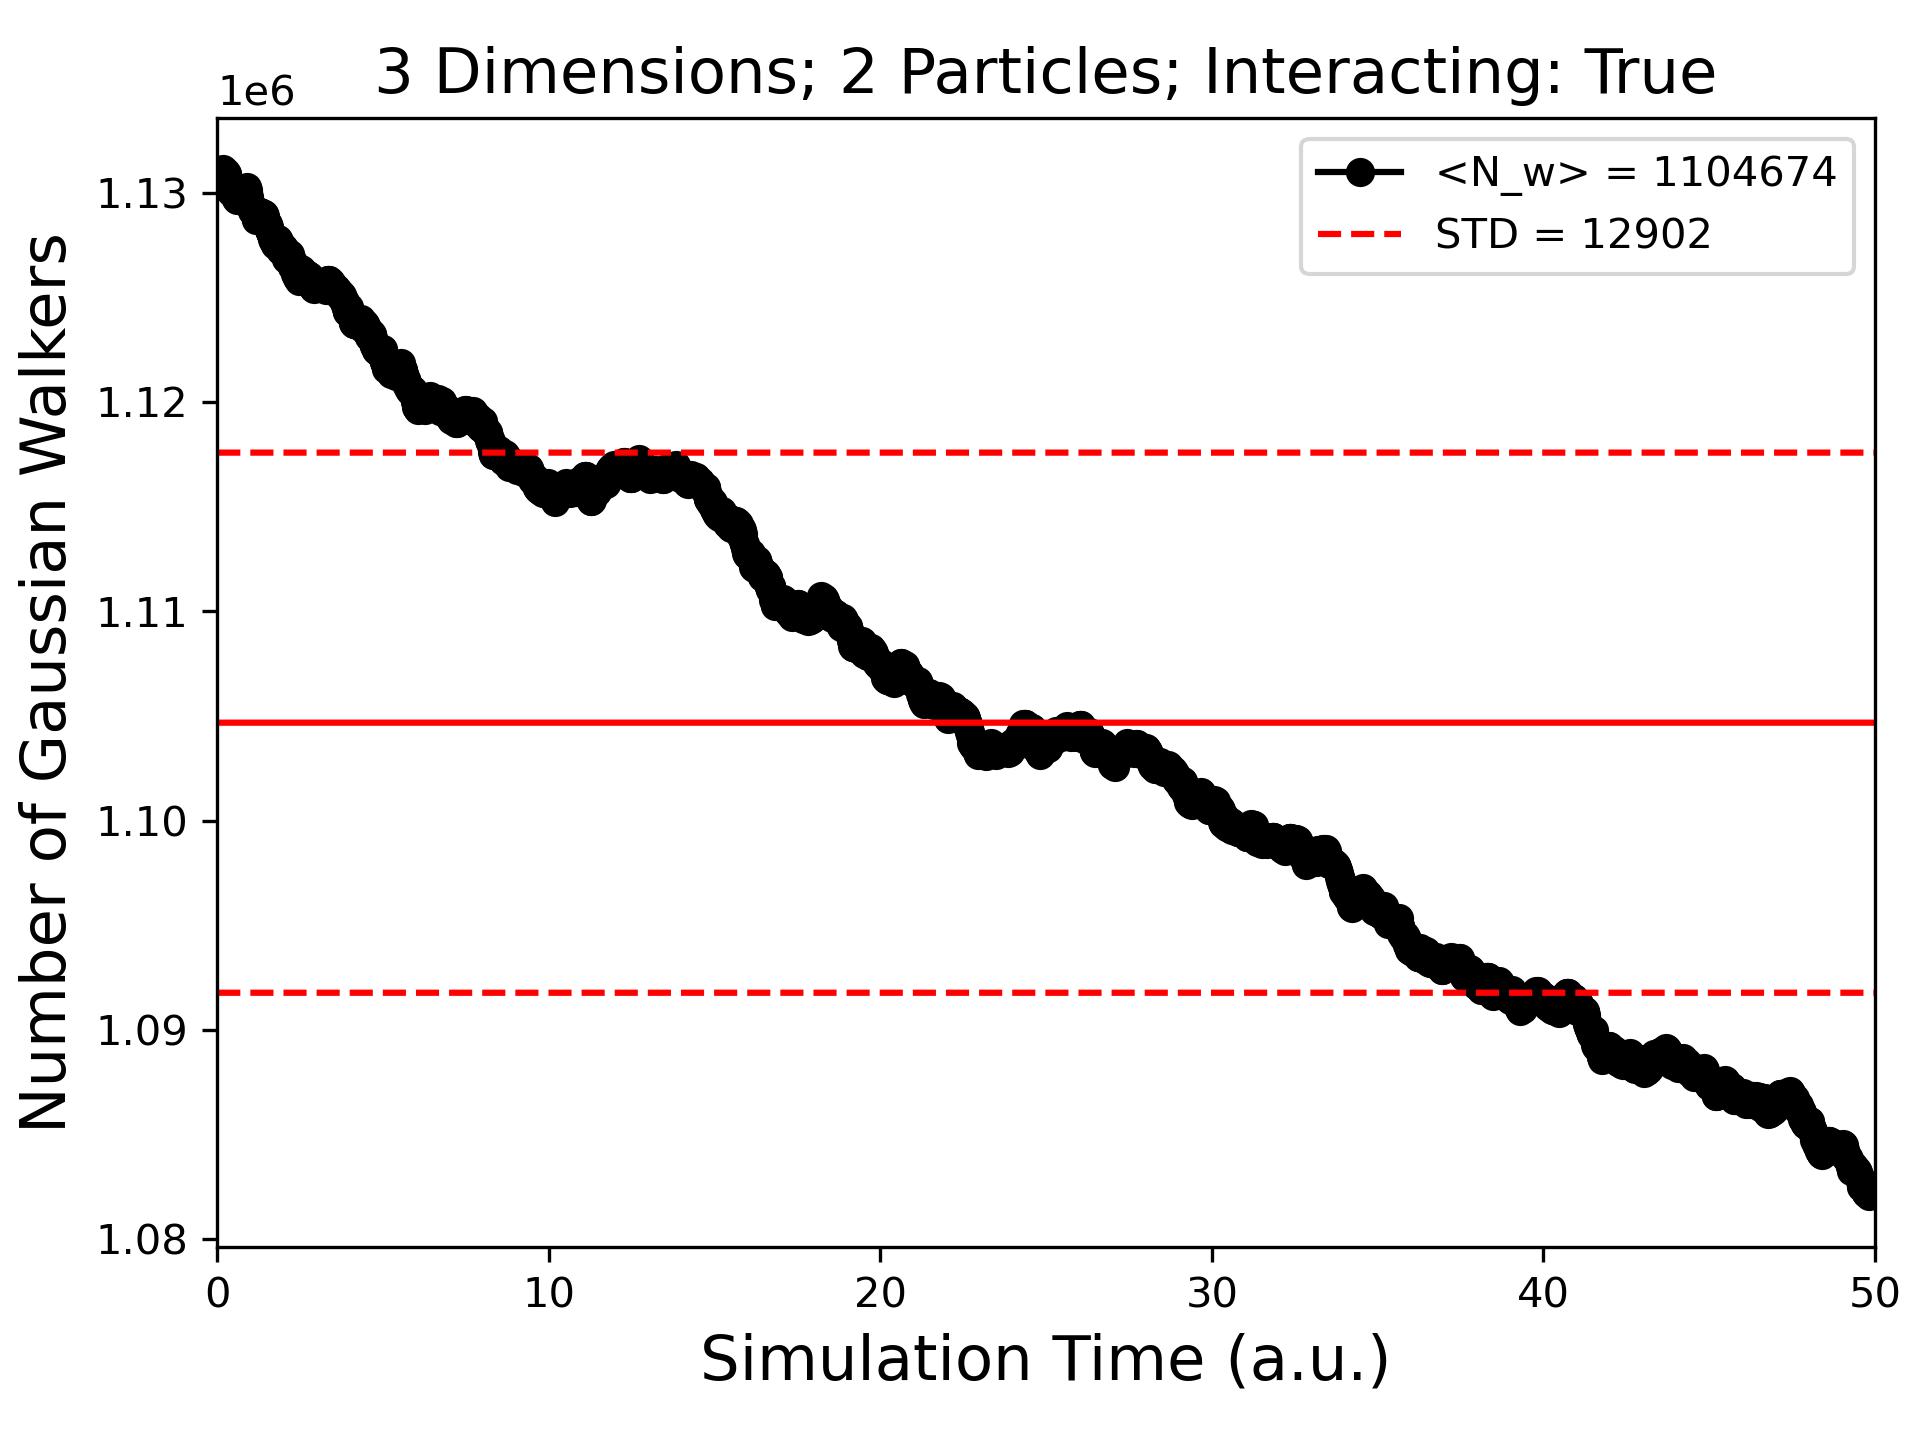 3 Dimensions; 2 Particles; Interacting: True
1e6
<N_w> = 1104674
STD = 12902
1.13
1.12
1.11
1.10
1.09
1.08
Number of Gaussian Walkers
0 10 20 30 40 50
Simulation Time (a.u.)